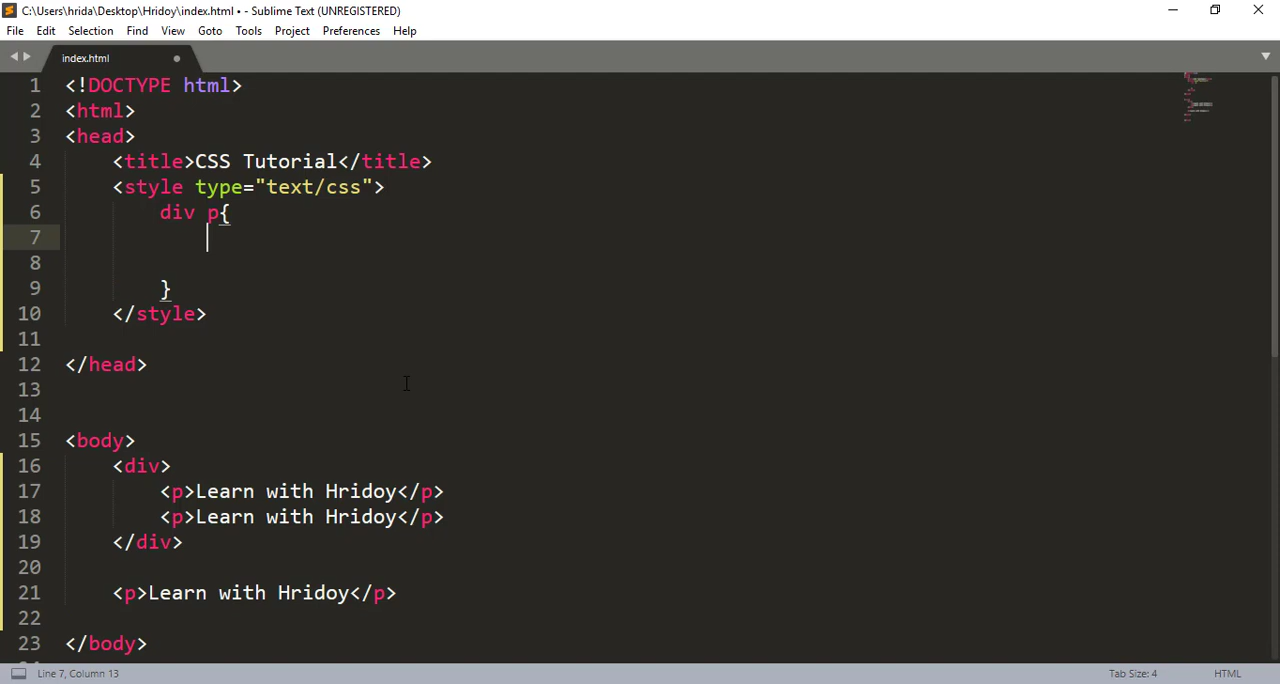 C:\Users\hrida\Desktop\Hridoy\index.html • - Sublime Text (UNREGISTERED)
File Edit Selection Find View Goto Tools Project Preferences Help
index.html
1 <!DOCTYPE html>
2 <html>
3 <head>
4 <title>CSS Tutorial</title>
5 <style type="text/css">
6 div p{
7
8
9 }
10 </style>
11
12 </head>
13
14
15 <body>
16 <div>
17 <p>Learn with Hridoy</p>
18 <p>Learn with Hridoy</p>
19 </div>
20
21 <p>Learn with Hridoy</p>
22
23 </body>
Line 7, Column 13 Tab Size: 4 HTML